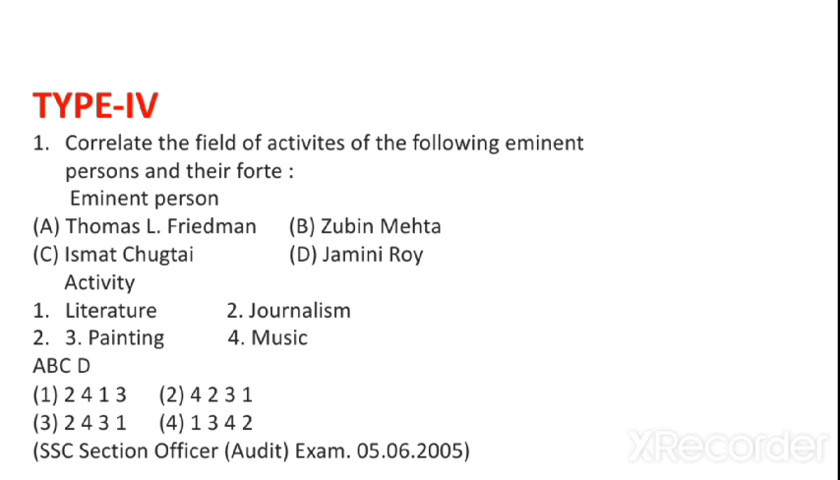 TYPE-IV
1. Correlate the field of activites of the following eminent
persons and their forte :
Eminent person
(A) Thomas L. Friedman (B) Zubin Mehta
(C) Ismat Chugtai (D) Jamini Roy
Activity
1. Literature 2. Journalism
2. 3. Painting 4. Music
ABC D
(1) 2 4 1 3 (2) 4 2 3 1
(3) 2 4 3 1 (4) 1 3 4 2
(SSC Section Officer (Audit) Exam. 05.06.2005)
XRecorder